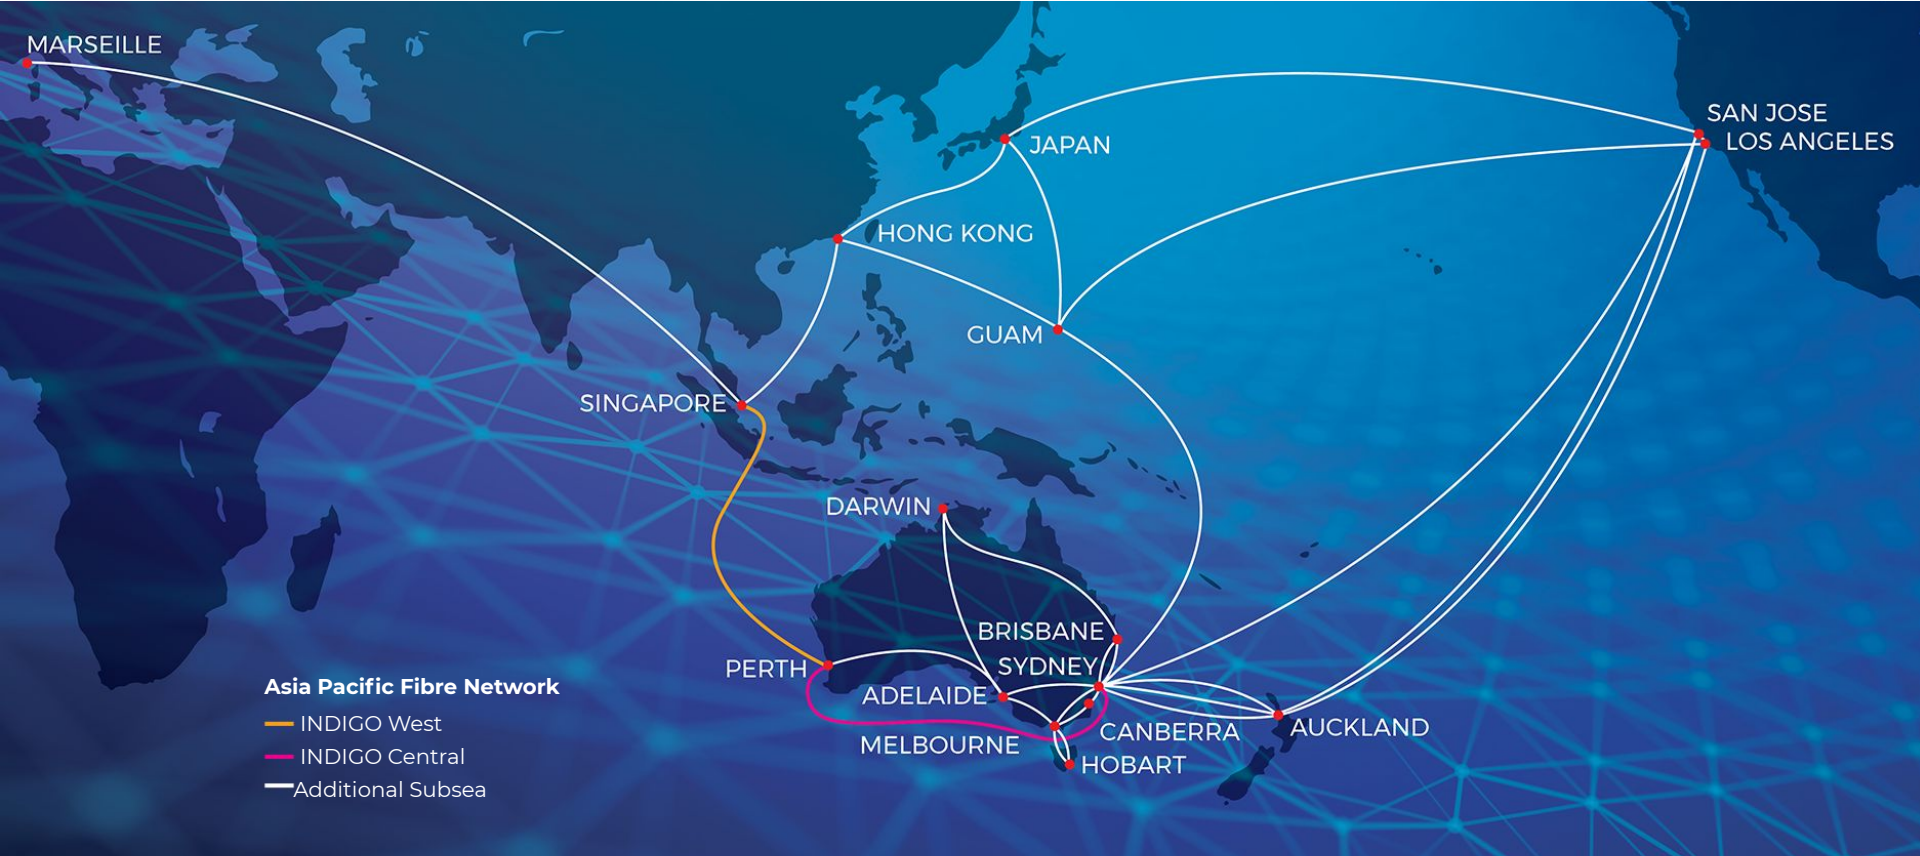 MARSEILLE
SAN JOSE
LOS ANGELES
JAPAN
HONG KONG
GUAM
SINGAPORE
DARWIN
BRISBANE
SYDNEY
PERTH
ADELAIDE
CANBERRA
AUCKLAND
MELBOURNE
HOBART
Asia Pacific Fibre Network
INDIGO West
INDIGO Central
Additional Subsea